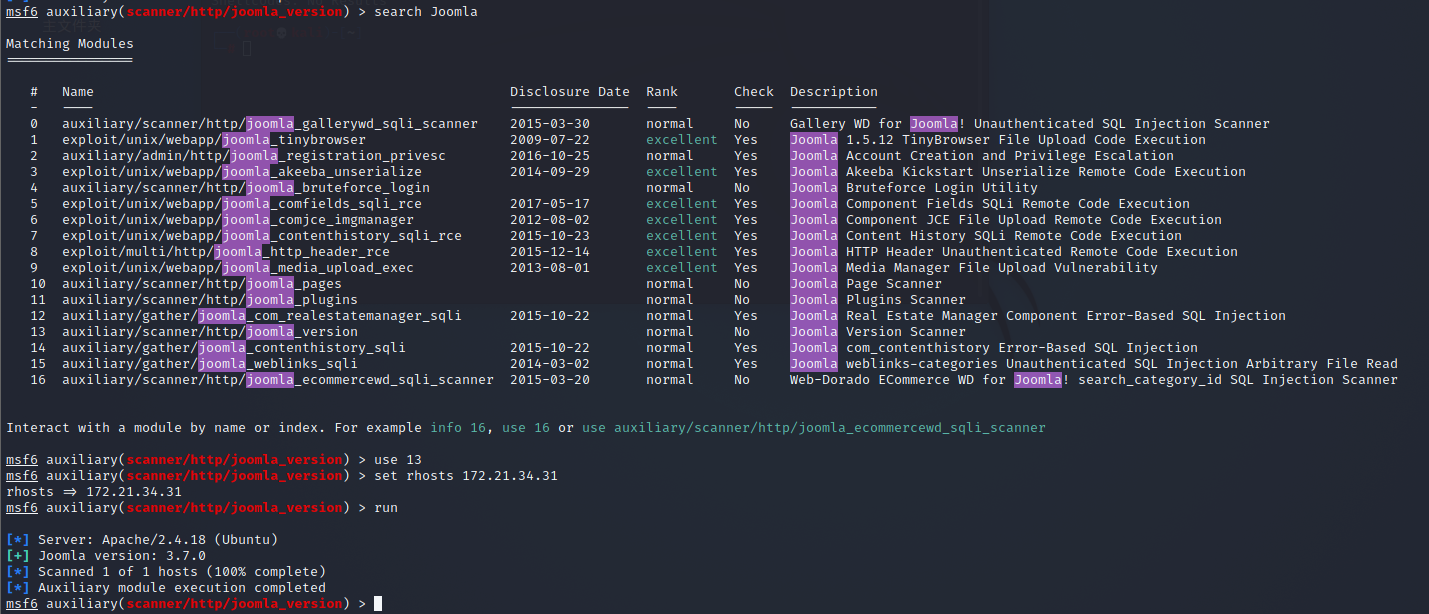 msf6 auxiliary(scanner/http/joomla_version) > search Joomla
Matching Modules
================
# Name Disclosure Date Rank Check Description
- ---- --------------- ---- ----- -----------
0 auxiliary/scanner/http/joomla_gallerywd_sqli_scanner 2015-03-30 normal No Gallery WD for Joomla! Unauthenticated SQL Injection Scanner
1 exploit/unix/webapp/joomla_tinybrowser 2009-07-22 excellent Yes Joomla 1.5.12 TinyBrowser File Upload Code Execution
2 auxiliary/admin/http/joomla_registration_privesc 2016-10-25 normal Yes Joomla Account Creation and Privilege Escalation
3 exploit/unix/webapp/joomla_akeeba_unserialize 2014-09-29 excellent Yes Joomla Akeeba Kickstart Unserialize Remote Code Execution
4 auxiliary/scanner/http/joomla_bruteforce_login normal No Joomla Bruteforce Login Utility
5 exploit/unix/webapp/joomla_comfields_sqli_rce 2017-05-17 excellent Yes Joomla Component Fields SQLi Remote Code Execution
6 exploit/unix/webapp/joomla_comjce_imgmanager 2012-08-02 excellent Yes Joomla Component JCE File Upload Remote Code Execution
7 exploit/unix/webapp/joomla_contenthistory_sqli_rce 2015-10-23 excellent Yes Joomla Content History SQLi Remote Code Execution
8 exploit/multi/http/joomla_http_header_rce 2015-12-14 excellent Yes Joomla HTTP Header Unauthenticated Remote Code Execution
9 exploit/unix/webapp/joomla_media_upload_exec 2013-08-01 excellent Yes Joomla Media Manager File Upload Vulnerability
10 auxiliary/scanner/http/joomla_pages normal No Joomla Page Scanner
11 auxiliary/scanner/http/joomla_plugins normal No Joomla Plugins Scanner
12 auxiliary/gather/joomla_com_realestatemanager_sqli 2015-10-22 normal Yes Joomla Real Estate Manager Component Error-Based SQL Injection
13 auxiliary/scanner/http/joomla_version normal No Joomla Version Scanner
14 auxiliary/gather/joomla_contenthistory_sqli 2015-10-22 normal Yes Joomla com_contenthistory Error-Based SQL Injection
15 auxiliary/gather/joomla_weblinks_sqli 2014-03-02 normal Yes Joomla weblinks-categories Unauthenticated SQL Injection Arbitrary File Read
16 auxiliary/scanner/http/joomla_ecommercewd_sqli_scanner 2015-03-20 normal No Web-Dorado ECommerce WD for Joomla! search_category_id SQL Injection Scanner
Interact with a module by name or index. For example info 16, use 16 or use auxiliary/scanner/http/joomla_ecommercewd_sqli_scanner
msf6 auxiliary(scanner/http/joomla_version) > use 13
msf6 auxiliary(scanner/http/joomla_version) > set rhosts 172.21.34.31
rhosts => 172.21.34.31
msf6 auxiliary(scanner/http/joomla_version) > run
[*] Server: Apache/2.4.18 (Ubuntu)
[+] Joomla version: 3.7.0
[*] Scanned 1 of 1 hosts (100% complete)
[*] Auxiliary module execution completed
msf6 auxiliary(scanner/http/joomla_version) >